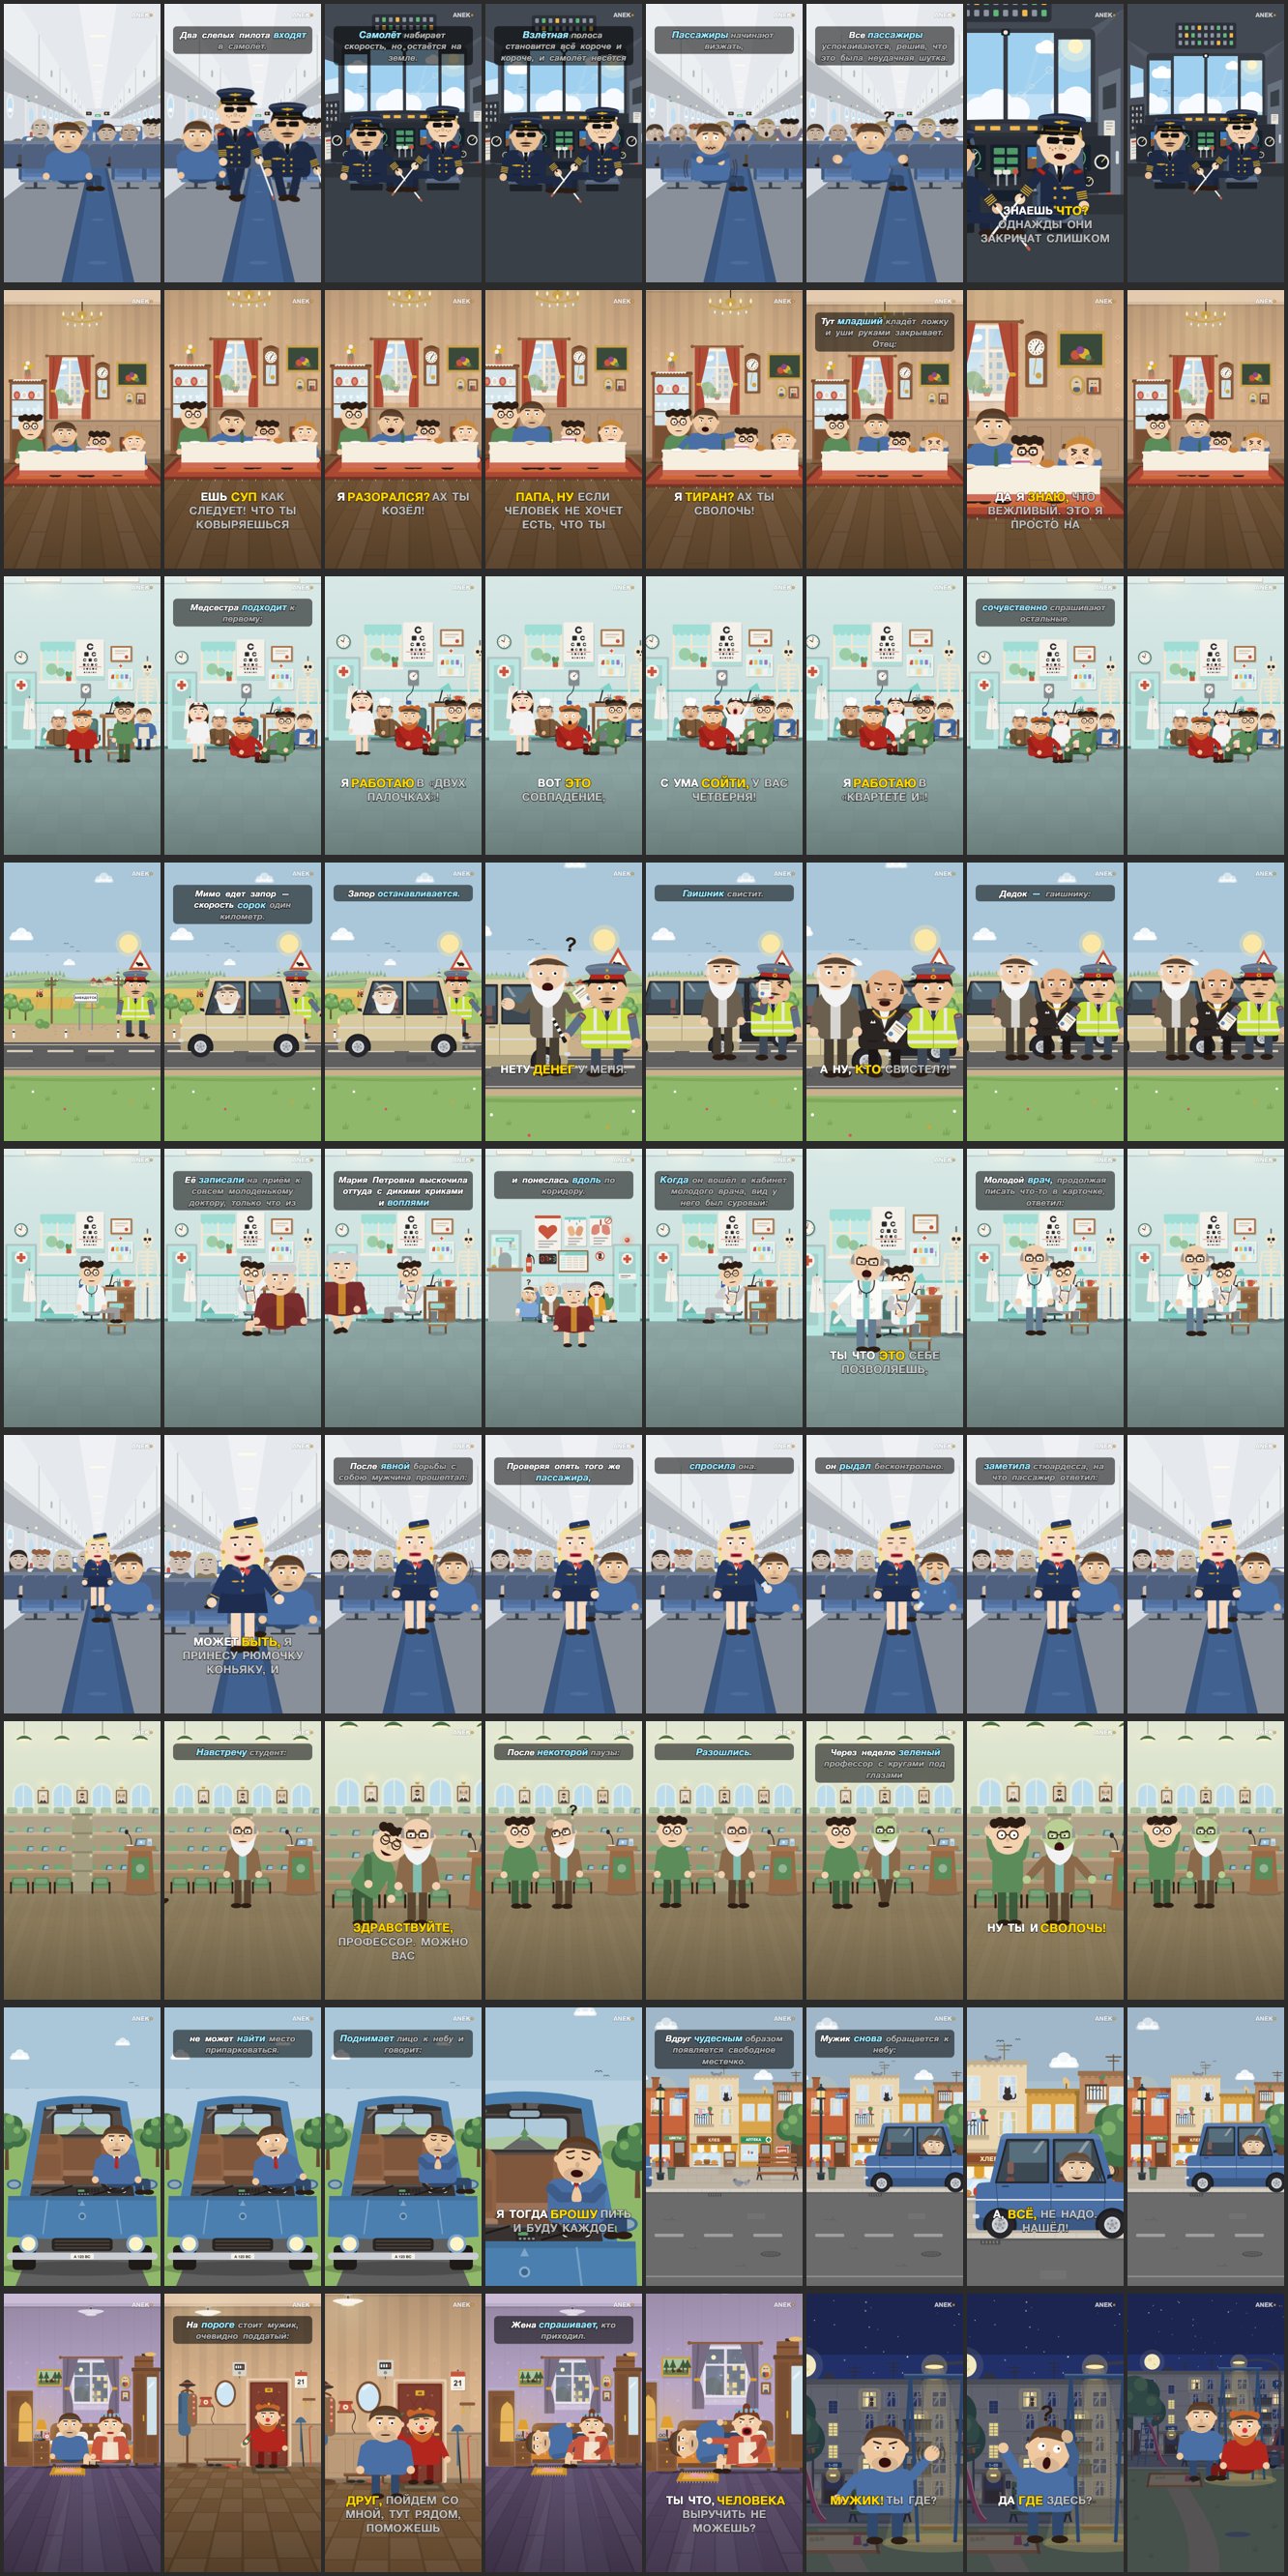 ANEK
Два слепых пилота входят
в самолет.
Самолёт набирает
скорость, но остаётся на
земле.
Взлётная полоса
становится всё короче и
короче, и самолет несётся
Пассажиры начинают
визжать,
Все пассажиры
успокаиваются, решив, что
это была неудачная шутка.
ЗНАЕШЬ ЧТО?
ОДНАЖДЫ ОНИ
ЗАКРИЧАТ СЛИШКОМ
ЕШЬ СУП КАК
СЛЕДУЕТ! ЧТО ТЫ
КОВЫРЯЕШЬСЯ
Я РАЗОРАЛСЯ? АХ ТЫ
КОЗЁЛ!
ПАПА, НУ ЕСЛИ
ЧЕЛОВЕК НЕ ХОЧЕТ
ЕСТЬ, ЧТО ТЫ
Я ТИРАН? АХ ТЫ
СВОЛОЧЬ!
Тут младший кладёт ложку
и уши руками закрывает.
Отец:
ДА Я ЗНАЮ, ЧТО
ВЕЖЛИВЫЙ. ЭТО Я
ПРОСТО НА
Медсестра подходит к
первому:
Я РАБОТАЮ В «ДВУХ
ПАЛОЧКАХ»!
ВОТ ЭТО
СОВПАДЕНИЕ,
С УМА СОЙТИ, У ВАС
ЧЕТВЕРНЯ!
Я РАБОТАЮ В
«КВАРТЕТЕ И»!
сочувственно спрашивают
остальные.
Мимо едет запор —
скорость сорок один
километр.
Запор останавливается.
НЕТУ ДЕНЕГ У МЕНЯ.
Гаишник свистит.
А НУ, КТО СВИСТЕЛ?!
Дедок — гаишнику:
Её записали на прием к
совсем молоденькому
доктору, только что из
Мария Петровна выскочила
оттуда с дикими криками
и воплями
и понеслась вдоль по
коридору.
Когда он вошёл в кабинет
молодого врача, вид у
него был суровый:
ТЫ ЧТО ЭТО СЕБЕ
ПОЗВОЛЯЕШЬ,
Молодой врач, продолжая
писать что-то в карточке,
ответил:
МОЖЕТ БЫТЬ, Я
ПРИНЕСУ РЮМОЧКУ
КОНЬЯКУ, И
После явной борьбы с
собою мужчина прошептал:
Проверяя опять того же
пассажира,
спросила она.
он рыдал бесконтрольно.
заметила стюардесса, на
что пассажир ответил:
Навстречу студент:
ЗДРАВСТВУЙТЕ,
ПРОФЕССОР. МОЖНО
ВАС
После некоторой паузы:
Разошлись.
Через неделю зеленый
профессор с кругами под
глазами
НУ ТЫ И СВОЛОЧЬ!
не может найти место
припарковаться.
Поднимает лицо к небу и
говорит:
Я ТОГДА БРОШУ ПИТЬ
И БУДУ КАЖДОЕ
Вдруг чудесным образом
появляется свободное
местечко.
Мужик снова обращается к
небу:
А, ВСЁ, НЕ НАДО.
НАШЁЛ!
На пороге стоит мужик,
очевидно поддатый:
ДРУГ, ПОЙДЕМ СО
МНОЙ, ТУТ РЯДОМ,
ПОМОЖЕШЬ
Жена спрашивает, кто
приходил.
ТЫ ЧТО, ЧЕЛОВЕКА
ВЫРУЧИТЬ НЕ
МОЖЕШЬ?
МУЖИК! ТЫ ГДЕ?
ДА ГДЕ ЗДЕСЬ?